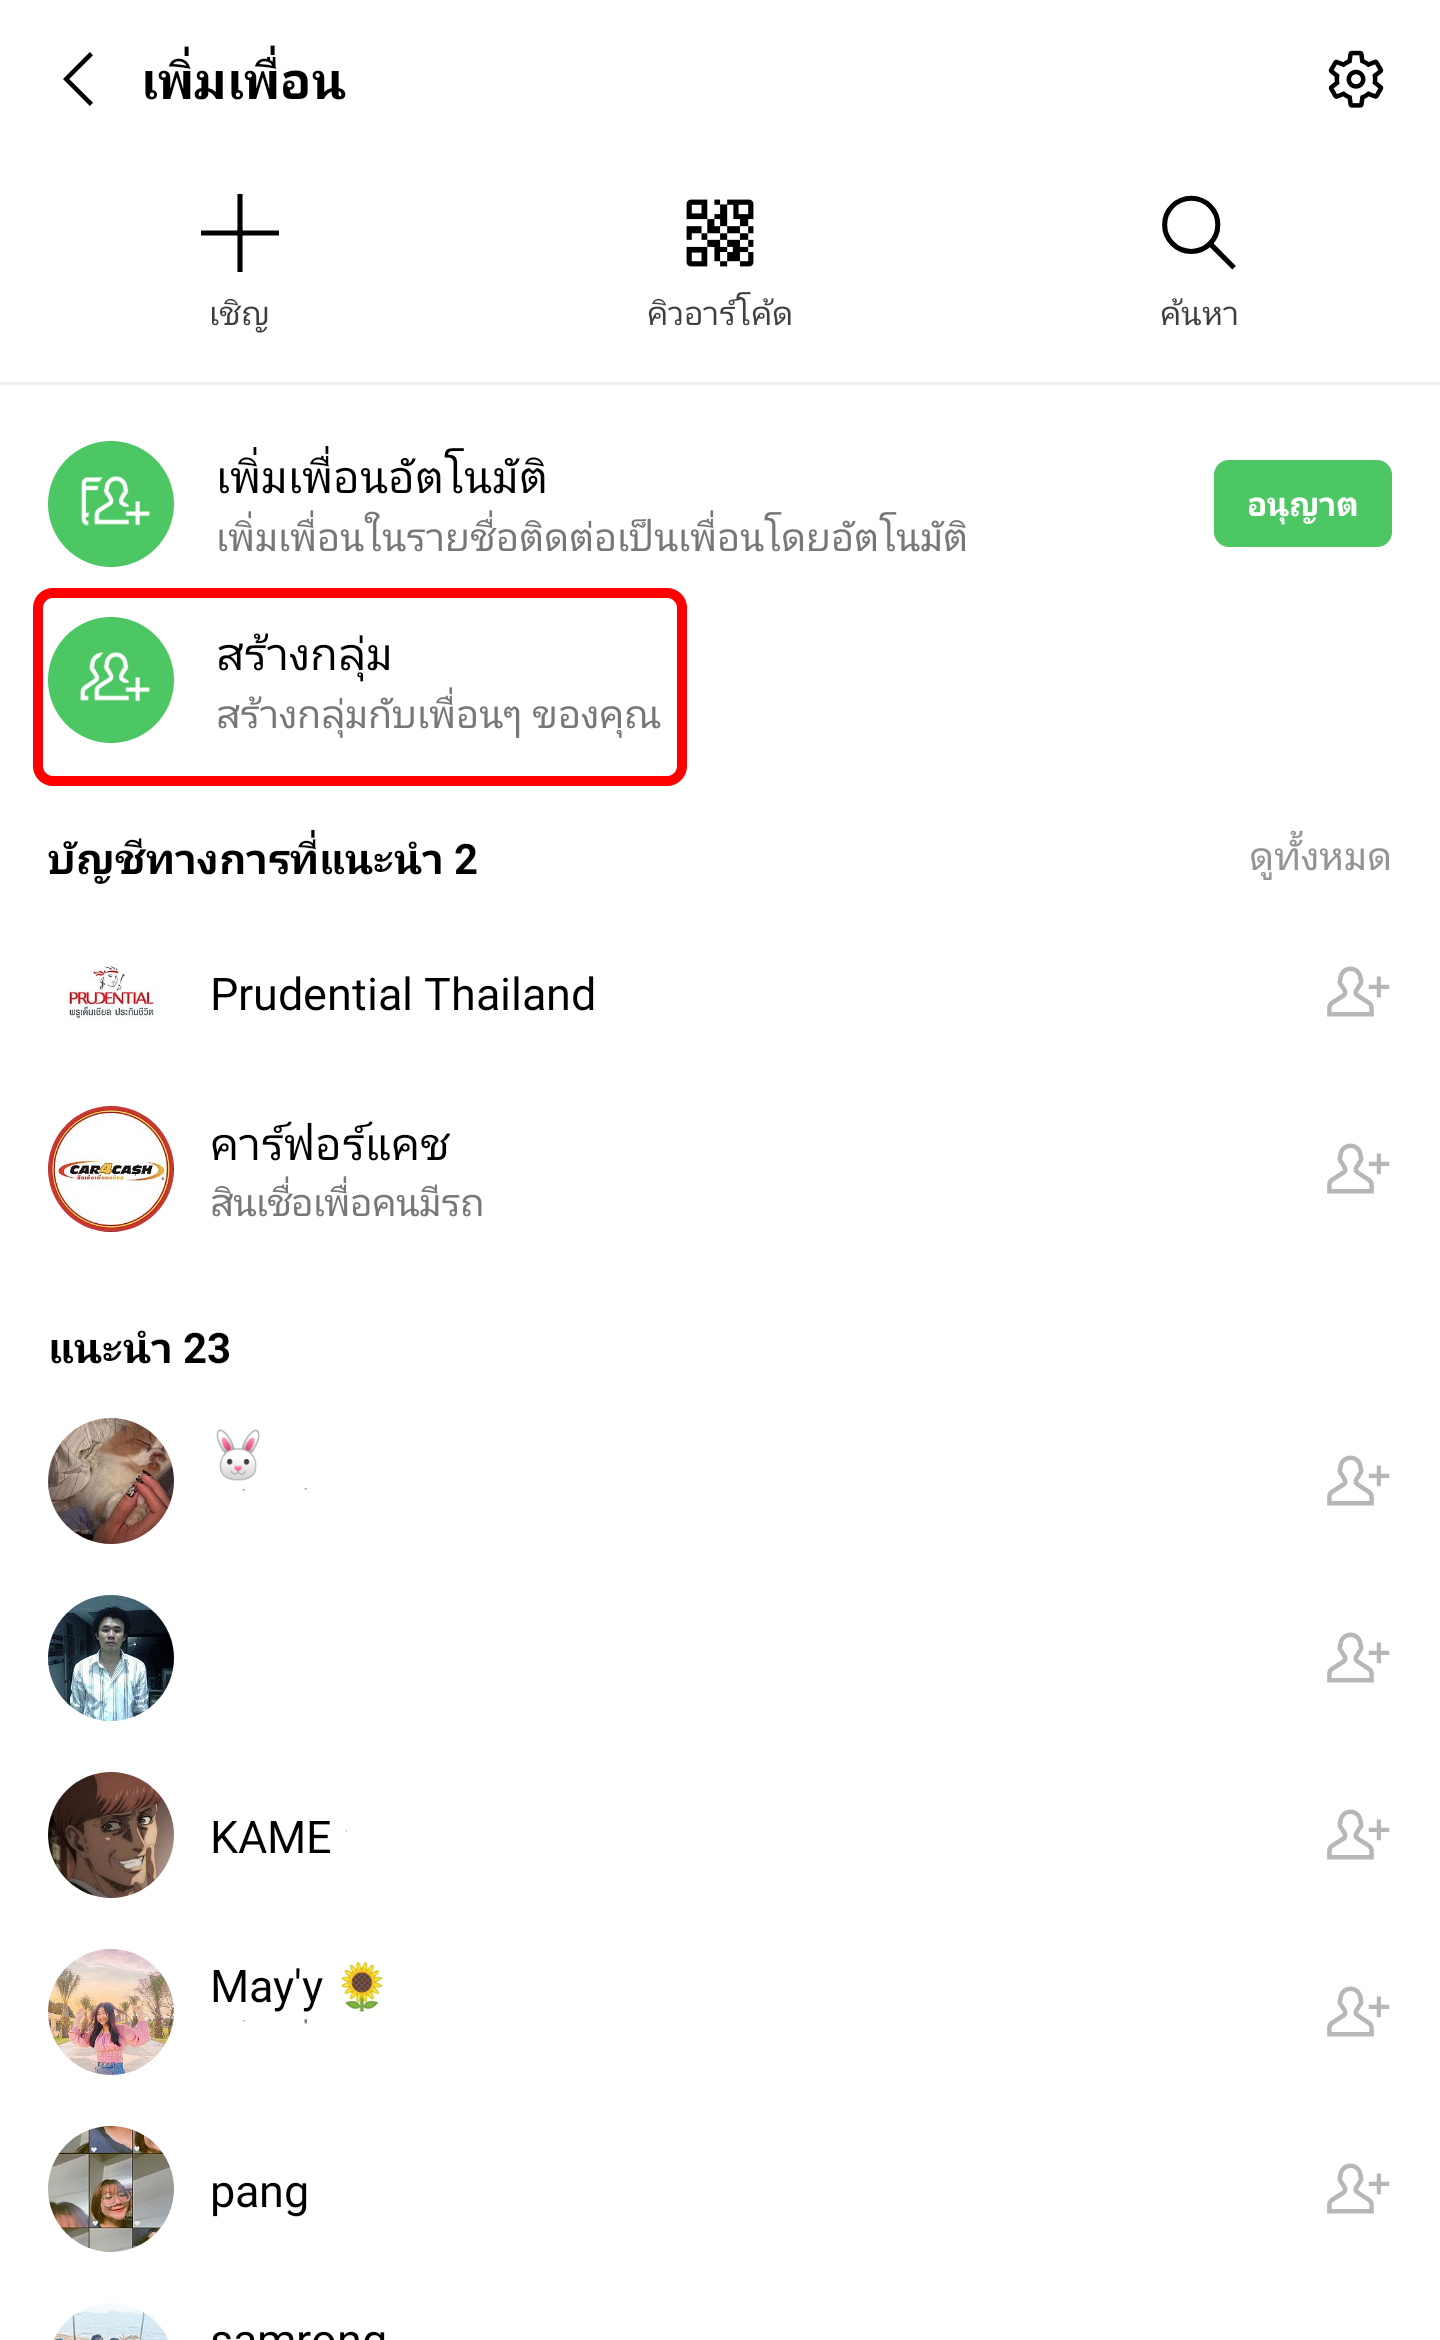 เพิ่มเพื่อน
เชิญ
คิวอาร์โค้ด
ค้นหา
เพิ่มเพื่อนอัตโนมัติ
เพิ่มเพื่อนในรายชื่อติดต่อเป็นเพื่อนโดยอัตโนมัติ
อนุญาต
สร้างกลุ่ม
สร้างกลุ่มกับเพื่อนๆ ของคุณ
บัญชีทางการที่แนะนำ 2
ดูทั้งหมด
PRUDENTIAL
พรูเด็นเชียล ประกันชีวิต
Prudential Thailand
CAR4CASH
คาร์ฟอร์แคช
สินเชื่อเพื่อคนมีรถ
แนะนำ 23
🐰
KAME
May'y 🌻
pang
samrong